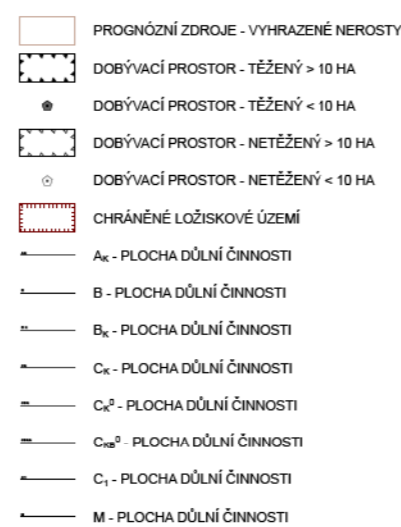 PROGNÓZNÍ ZDROJE - VYHRAZENÉ NEROSTY
DOBÝVACÍ PROSTOR - TĚŽENÝ > 10 HA
DOBÝVACÍ PROSTOR - TĚŽENÝ < 10 HA
DOBÝVACÍ PROSTOR - NETĚŽENÝ > 10 HA
DOBÝVACÍ PROSTOR - NETĚŽENÝ < 10 HA
CHRÁNĚNÉ LOŽISKOVÉ ÚZEMÍ
Aₖ - PLOCHA DŮLNÍ ČINNOSTI
B - PLOCHA DŮLNÍ ČINNOSTI
Bₖ - PLOCHA DŮLNÍ ČINNOSTI
Cₖ - PLOCHA DŮLNÍ ČINNOSTI
Cₖ⁰ - PLOCHA DŮLNÍ ČINNOSTI
C_KB⁰ - PLOCHA DŮLNÍ ČINNOSTI
C₁ - PLOCHA DŮLNÍ ČINNOSTI
M - PLOCHA DŮLNÍ ČINNOSTI